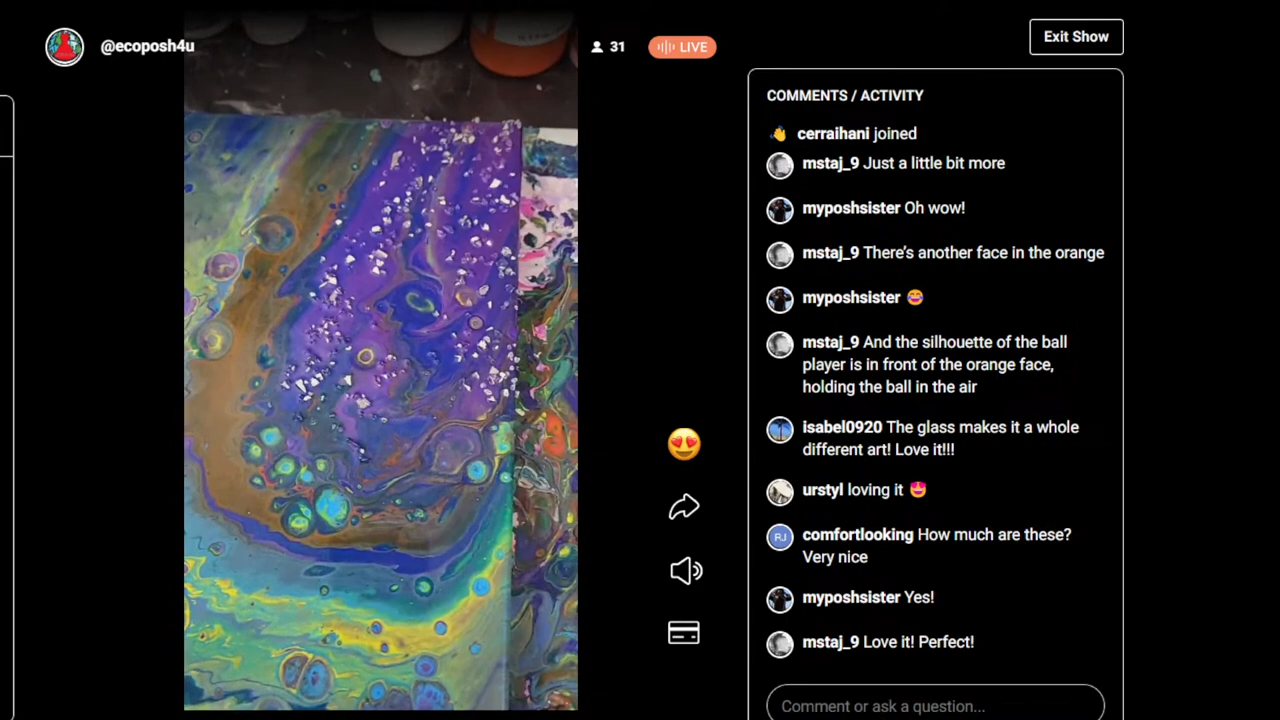 @ecoposh4u
31
LIVE
Exit Show
COMMENTS / ACTIVITY
👋 cerraihani joined
mstaj_9 Just a little bit more
myposhsister Oh wow!
mstaj_9 There's another face in the orange
myposhsister 😂
mstaj_9 And the silhouette of the ball
player is in front of the orange face,
holding the ball in the air
isabel0920 The glass makes it a whole
different art! Love it!!!
urstyl loving it 😍
RJ comfortlooking How much are these?
Very nice
myposhsister Yes!
mstaj_9 Love it! Perfect!
Comment or ask a question...